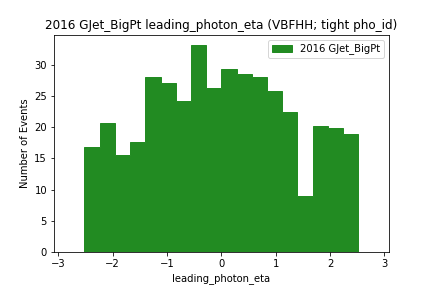 2016 GJet_BigPt leading_photon_eta (VBFHH; tight pho_id)
2016 GJet_BigPt
Number of Events
30
25
20
15
10
5
0
−3 −2 −1 0 1 2 3
leading_photon_eta